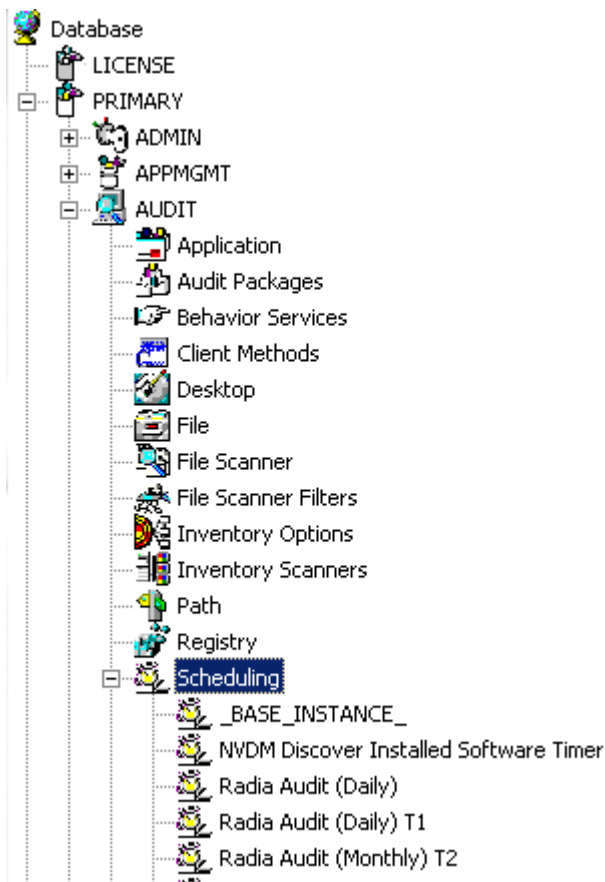 Database
LICENSE
PRIMARY
ADMIN
APPMGMT
AUDIT
Application
Audit Packages
Behavior Services
Client Methods
Desktop
File
File Scanner
File Scanner Filters
Inventory Options
Inventory Scanners
Path
Registry
Scheduling
_BASE_INSTANCE_
NVDM Discover Installed Software Timer
Radia Audit (Daily)
Radia Audit (Daily) T1
Radia Audit (Monthly) T2